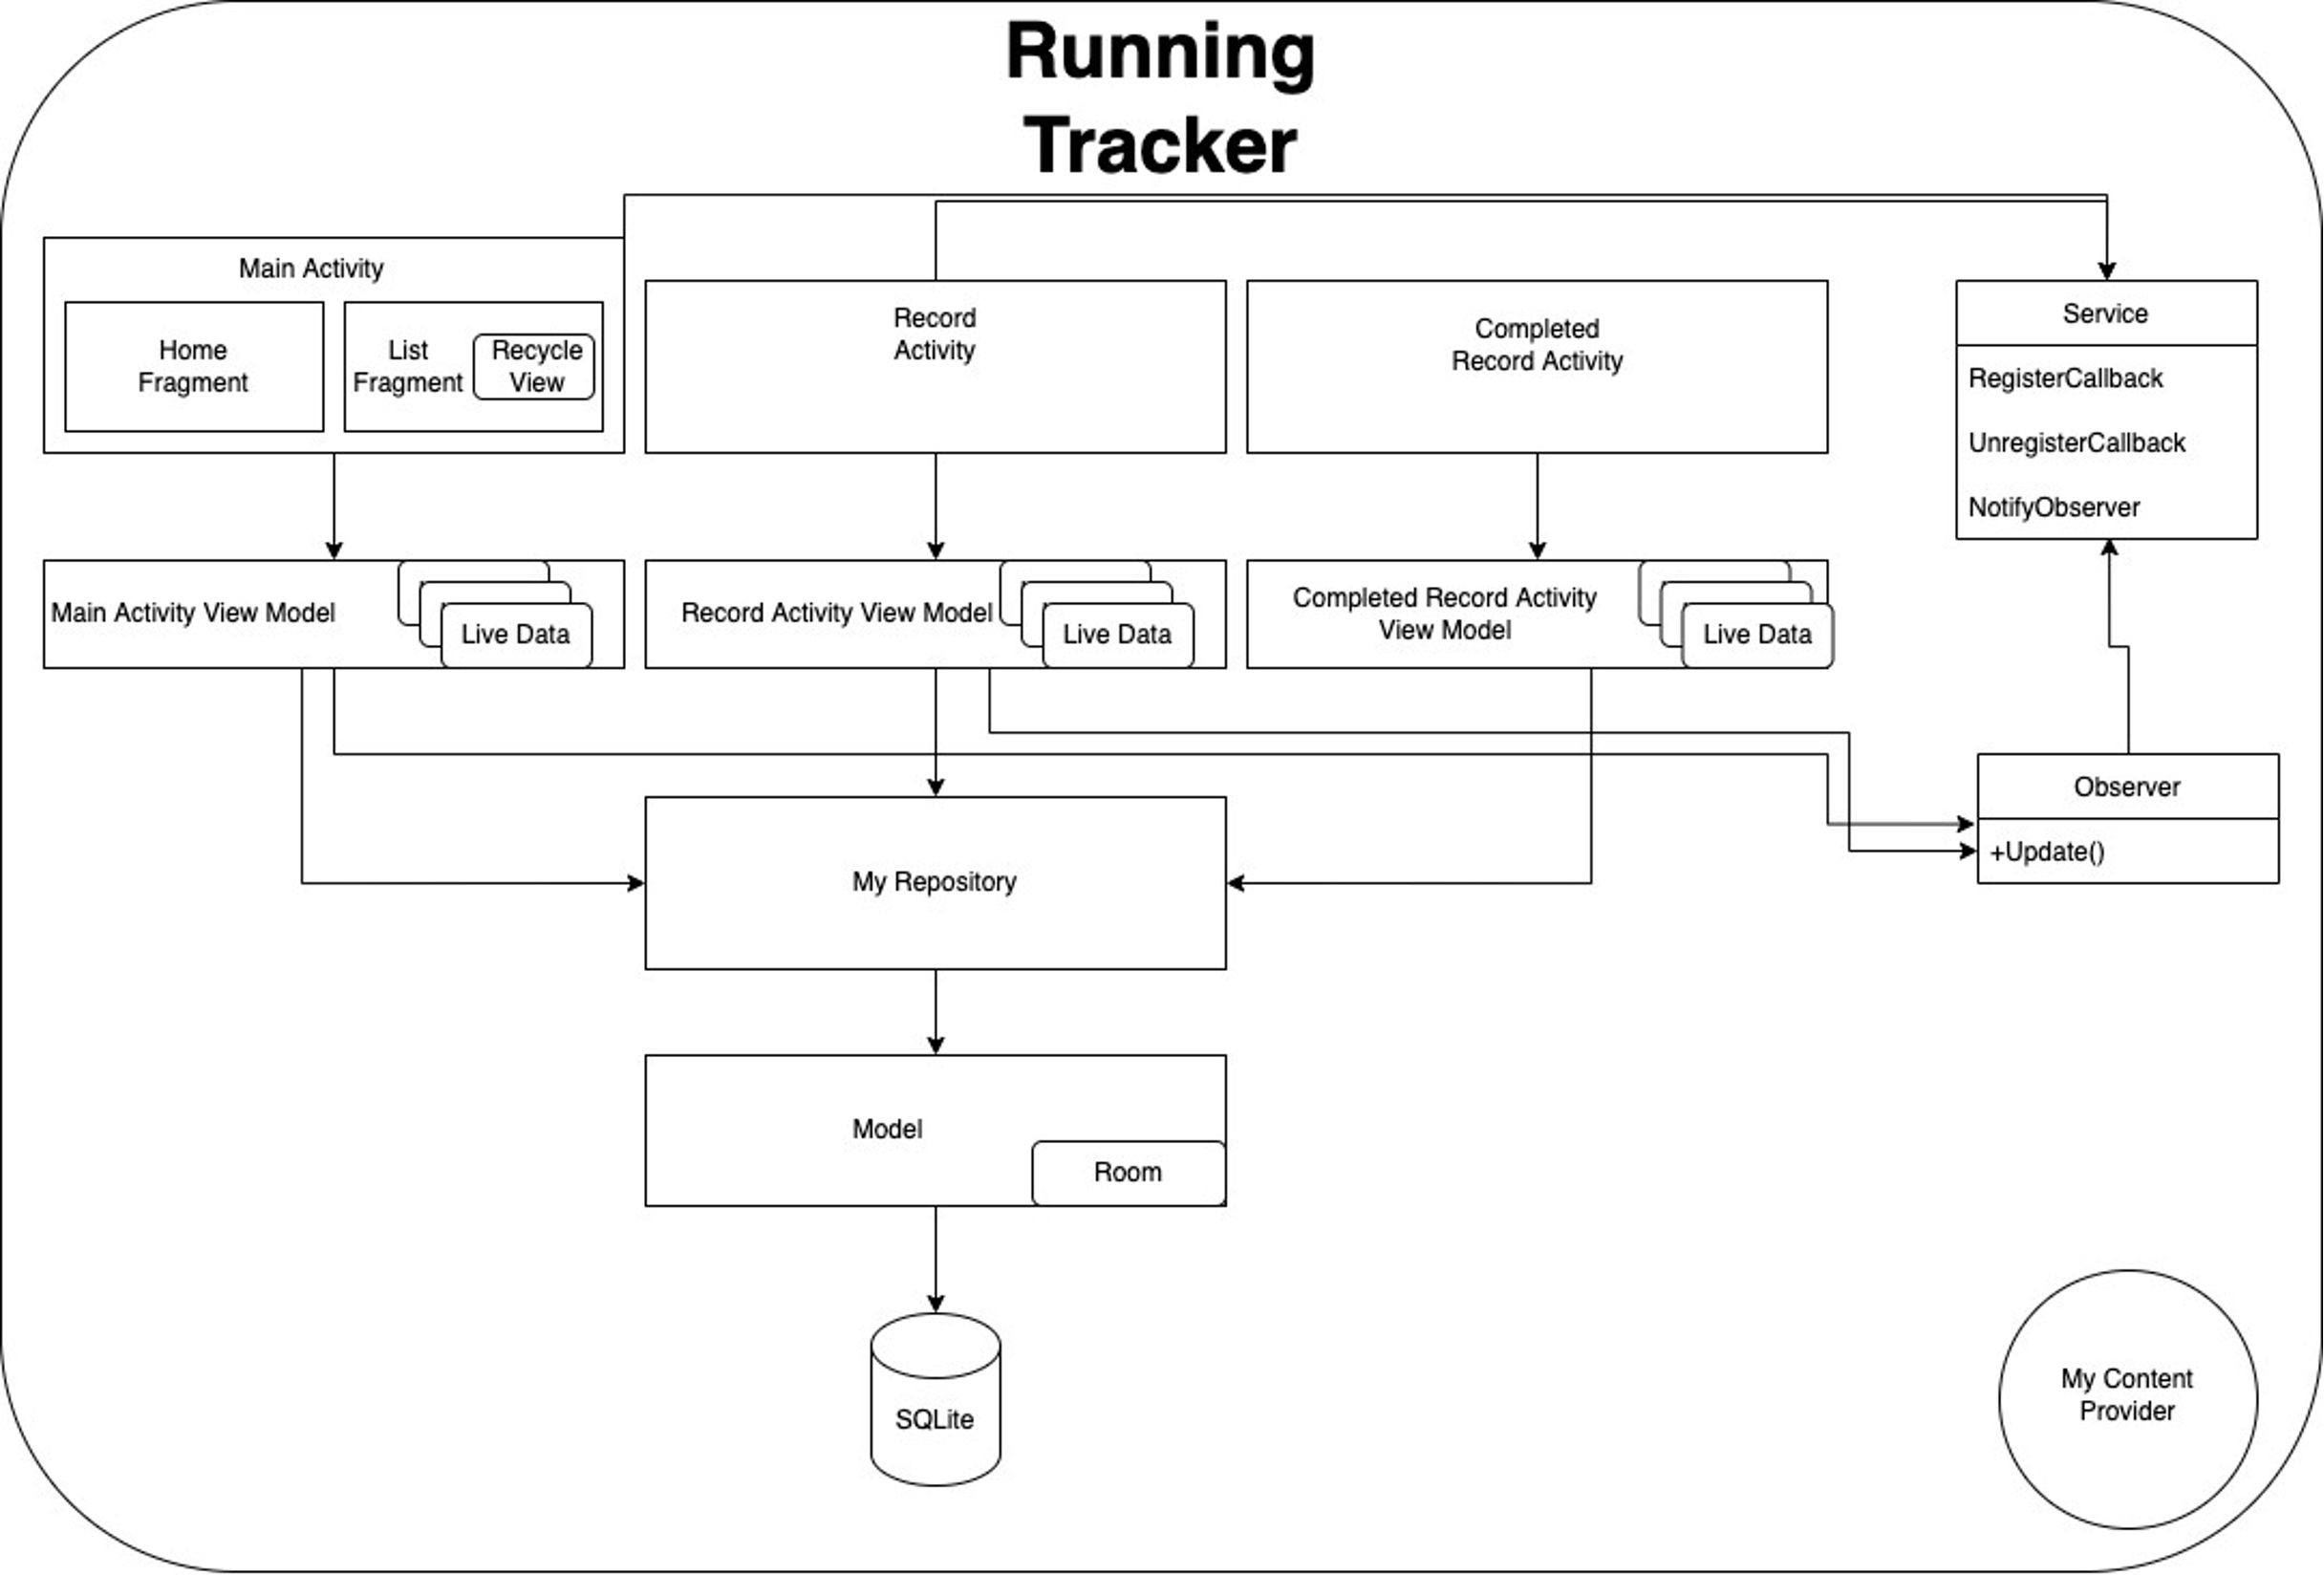 Running
Tracker
Main Activity
Home
Fragment
List
Fragment
Recycle
View
Record
Activity
Completed
Record Activity
Service
RegisterCallback
UnregisterCallback
NotifyObserver
Main Activity View Model
Live Data
Record Activity View Model
Live Data
Completed Record Activity
View Model
Live Data
Observer
+Update()
My Repository
Model
Room
SQLite
My Content
Provider